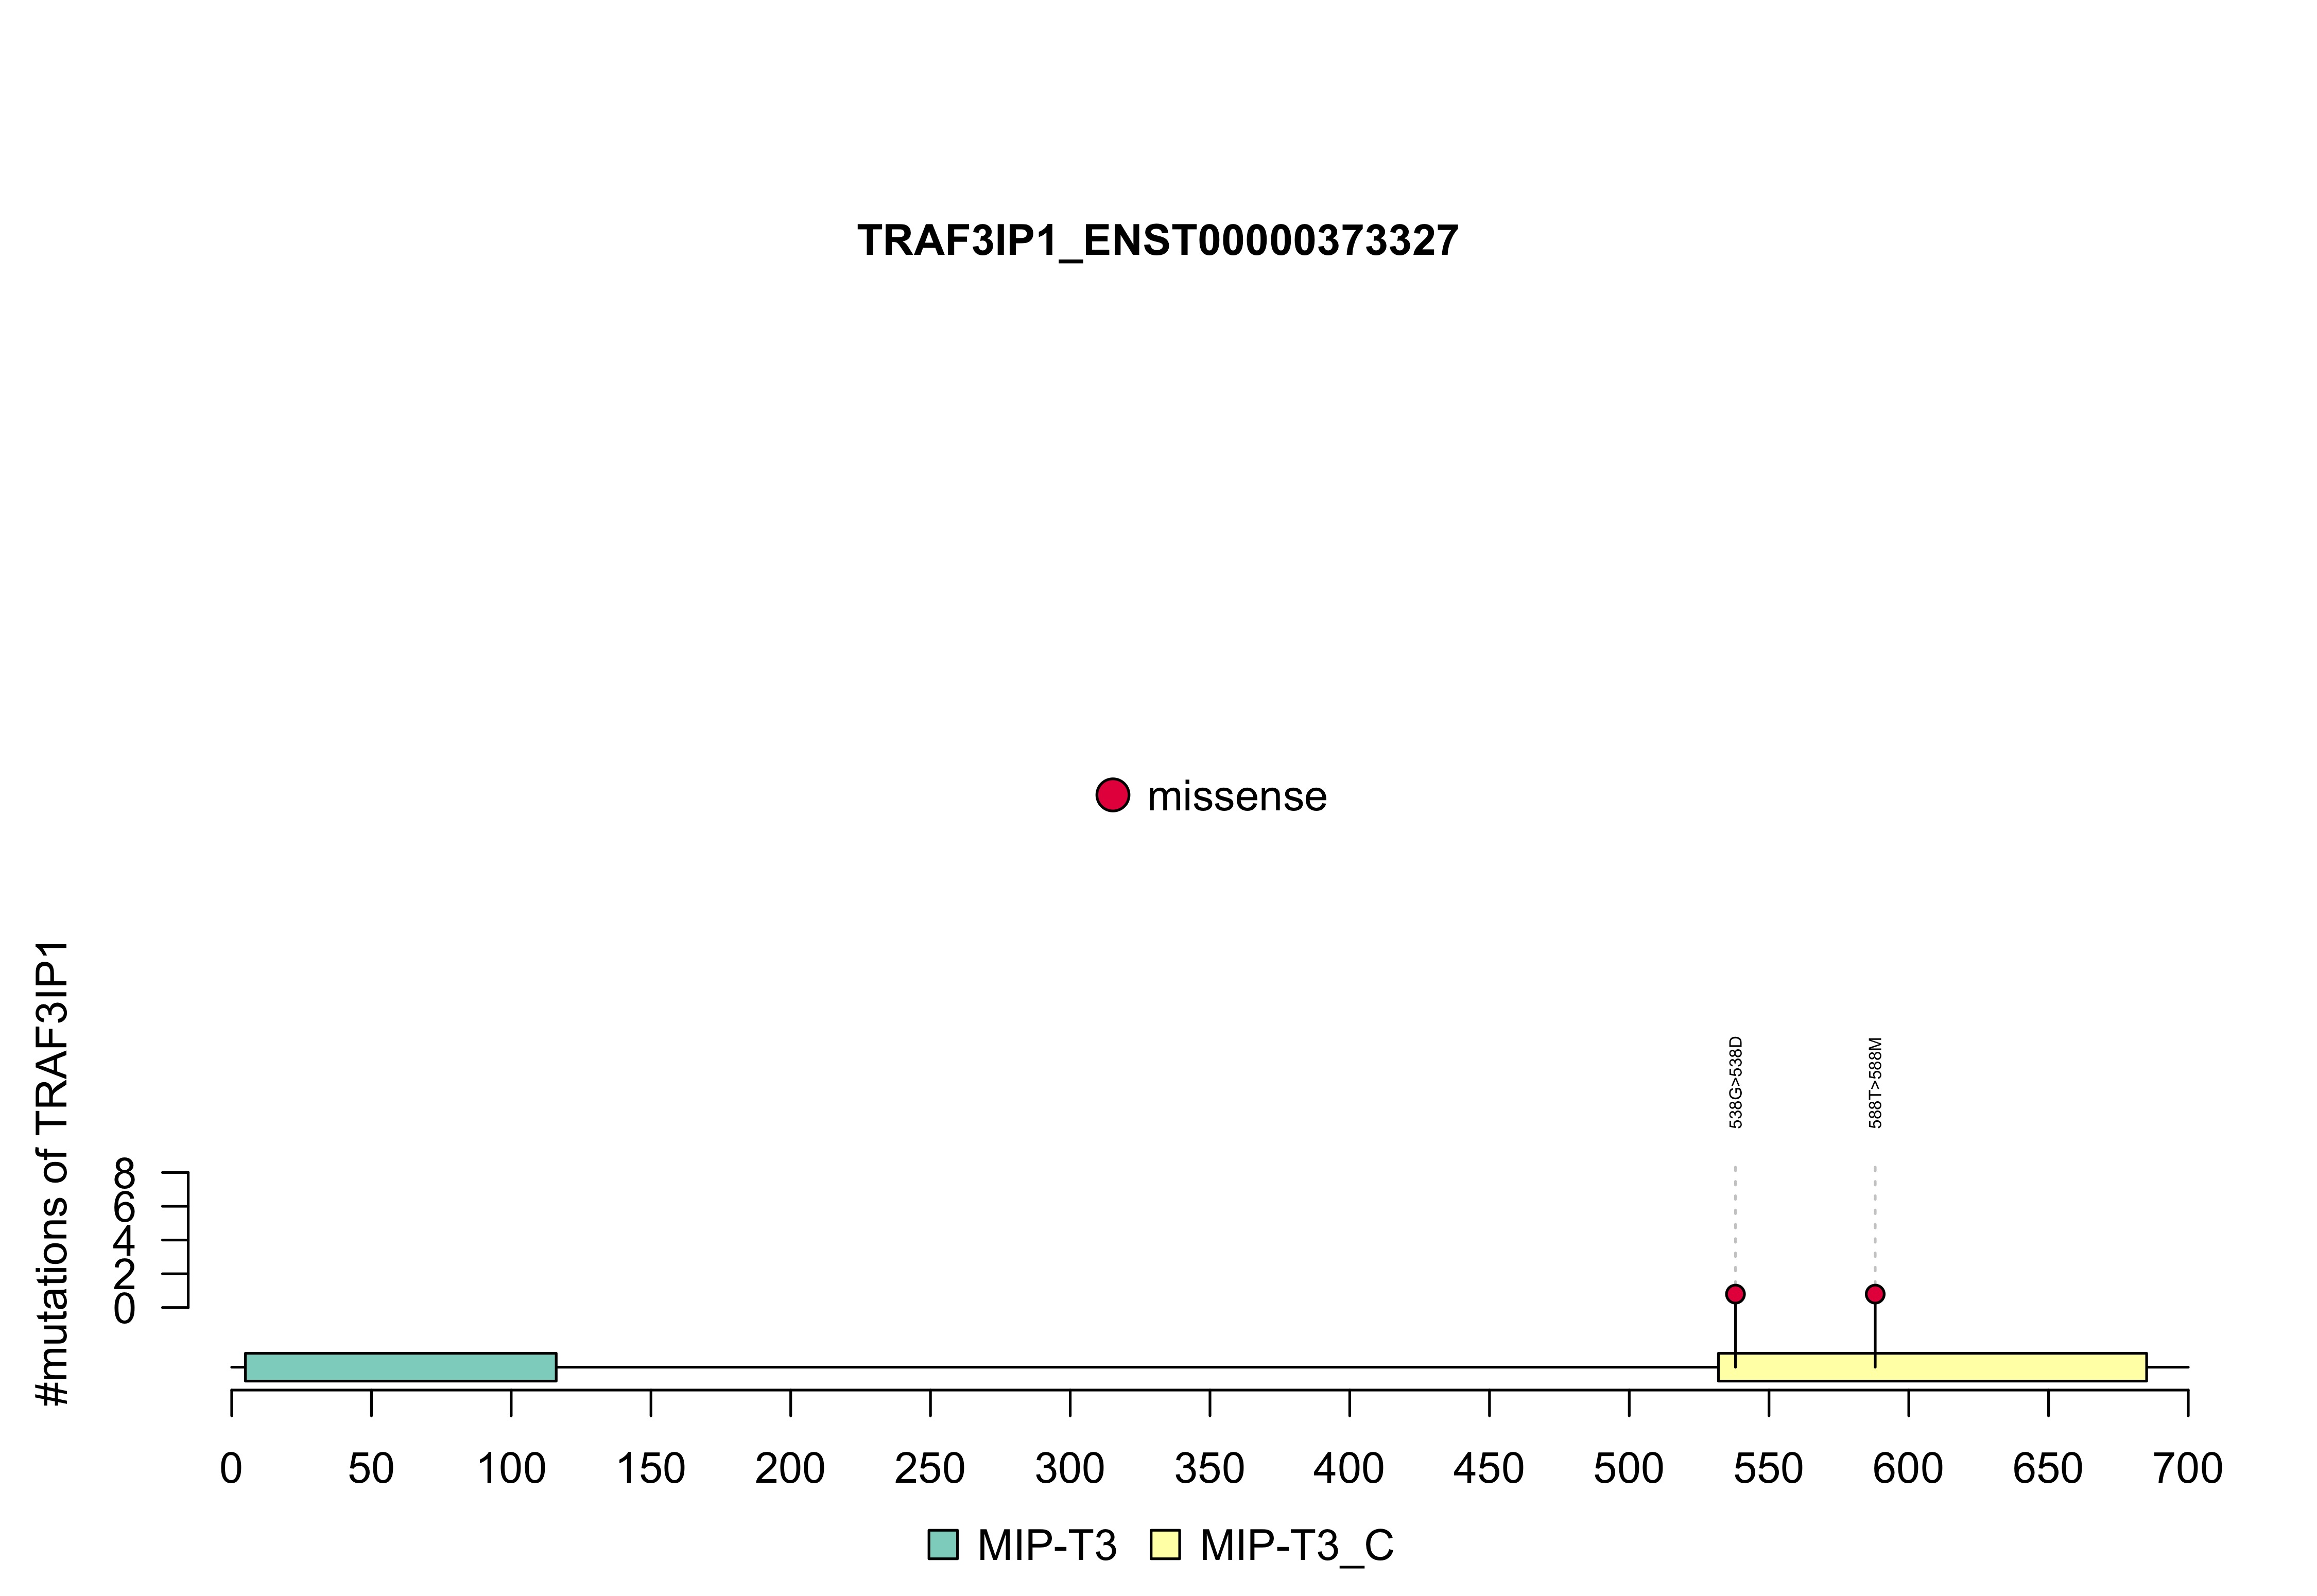 TRAF3IP1_ENST00000373327
missense
#mutations of TRAF3IP1
538G>538D
588T>588M
8
6
4
2
0
0 50 100 150 200 250 300 350 400 450 500 550 600 650 700
MIP-T3 MIP-T3_C